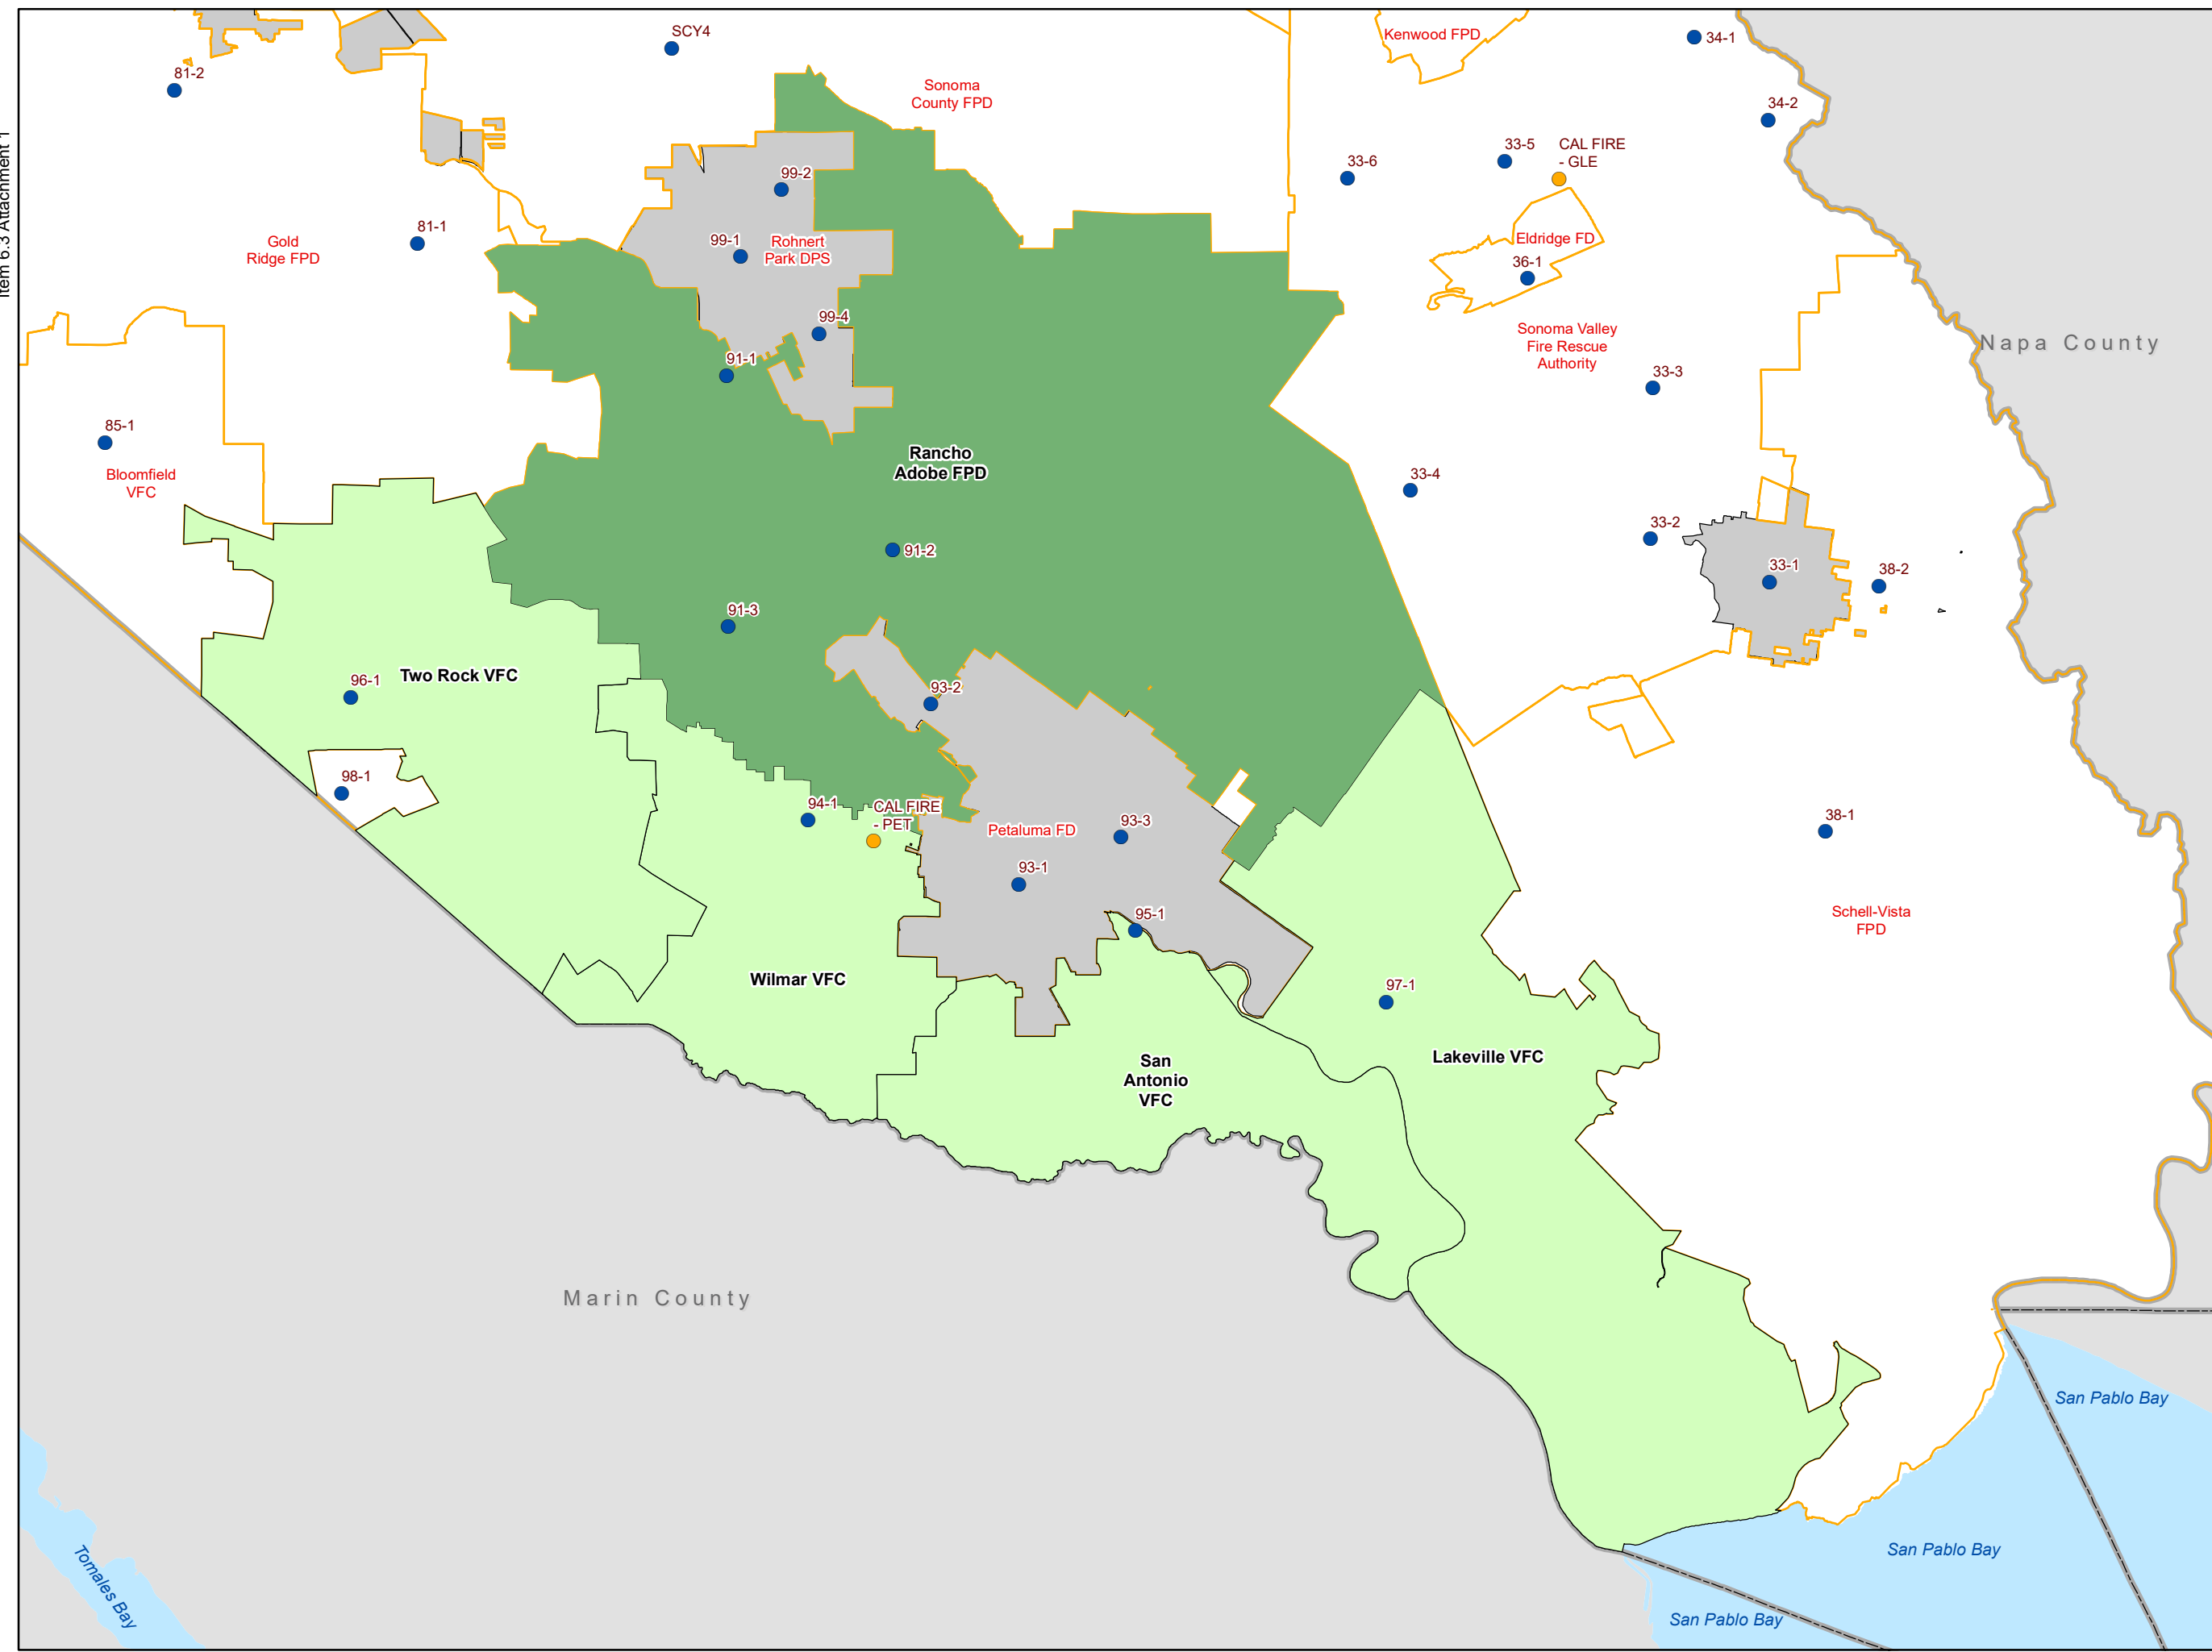 Item 6.3 Attachment 1
SCY4
81-2
Sonoma
County FPD
Kenwood FPD
34-1
34-2
33-6
33-5
CAL FIRE
- GLE
99-2
81-1
Gold
Ridge FPD
99-1
Rohnert
Park DPS
Eldridge FD
36-1
99-4
Sonoma Valley
Fire Rescue
Authority
Napa County
91-1
33-3
85-1
Bloomfield
VFC
Rancho
Adobe FPD
33-4
33-2
91-2
33-1
38-2
91-3
Two Rock VFC
96-1
93-2
98-1
94-1
CAL FIRE
- PET
Petaluma FD
93-3
38-1
93-1
95-1
Schell-Vista
FPD
Wilmar VFC
97-1
San
Antonio
VFC
Lakeville VFC
Marin County
San Pablo Bay
San Pablo Bay
Tomales Bay
San Pablo Bay